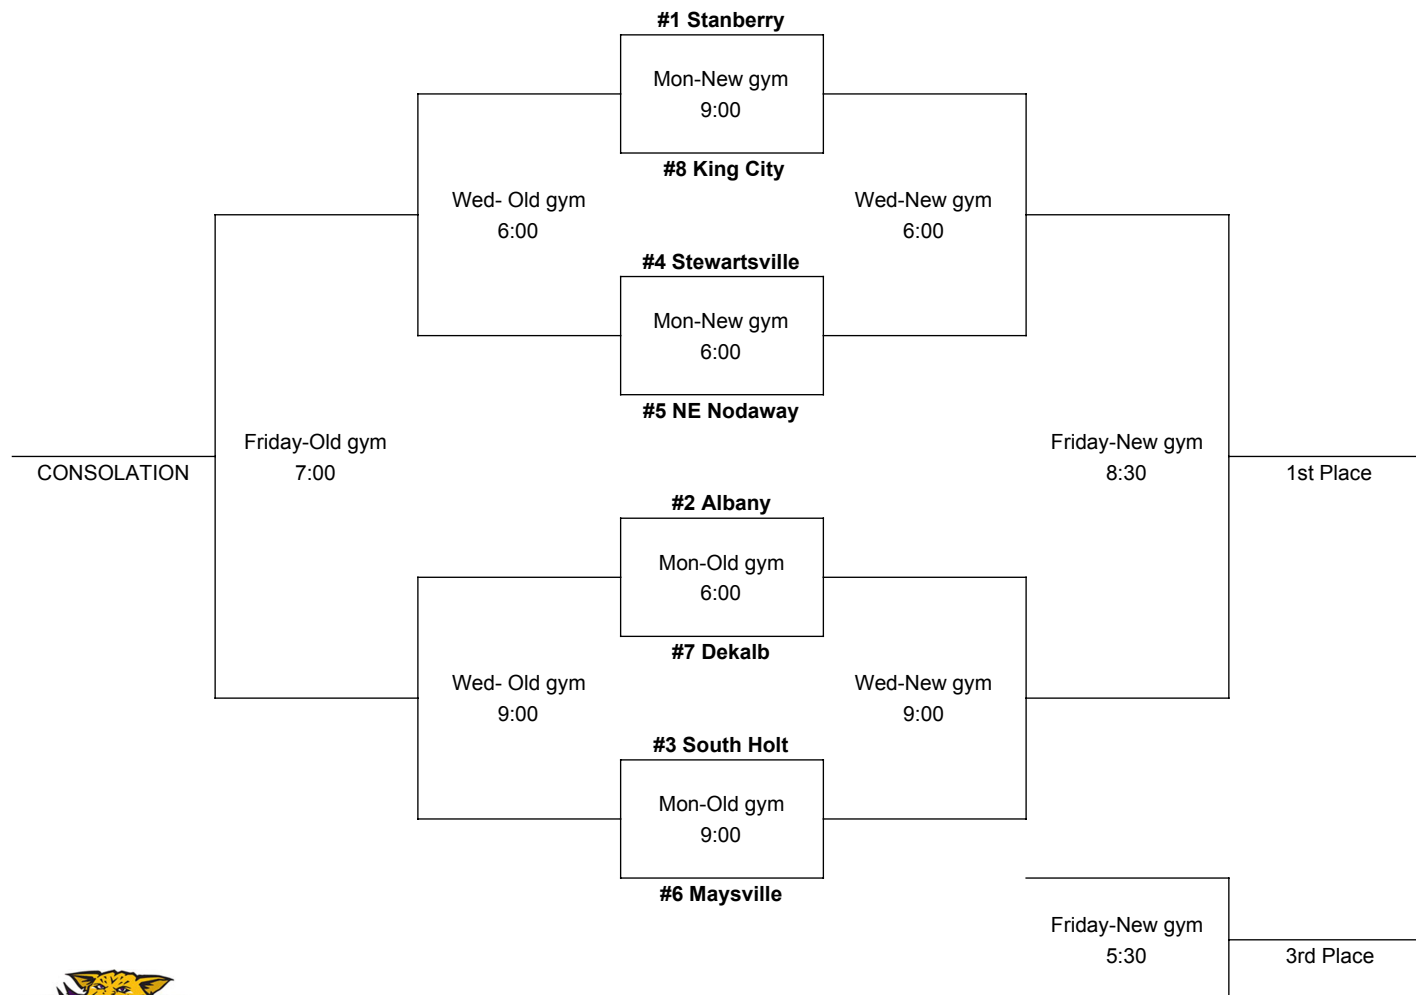 #1 Stanberry
Mon-New gym
9:00
#8 King City
Wed- Old gym
6:00
Wed-New gym
6:00
#4 Stewartsville
Mon-New gym
6:00
#5 NE Nodaway
Friday-Old gym
7:00
CONSOLATION
Friday-New gym
8:30
1st Place
#2 Albany
Mon-Old gym
6:00
#7 Dekalb
Wed- Old gym
9:00
Wed-New gym
9:00
#3 South Holt
Mon-Old gym
9:00
#6 Maysville
Friday-New gym
5:30
3rd Place